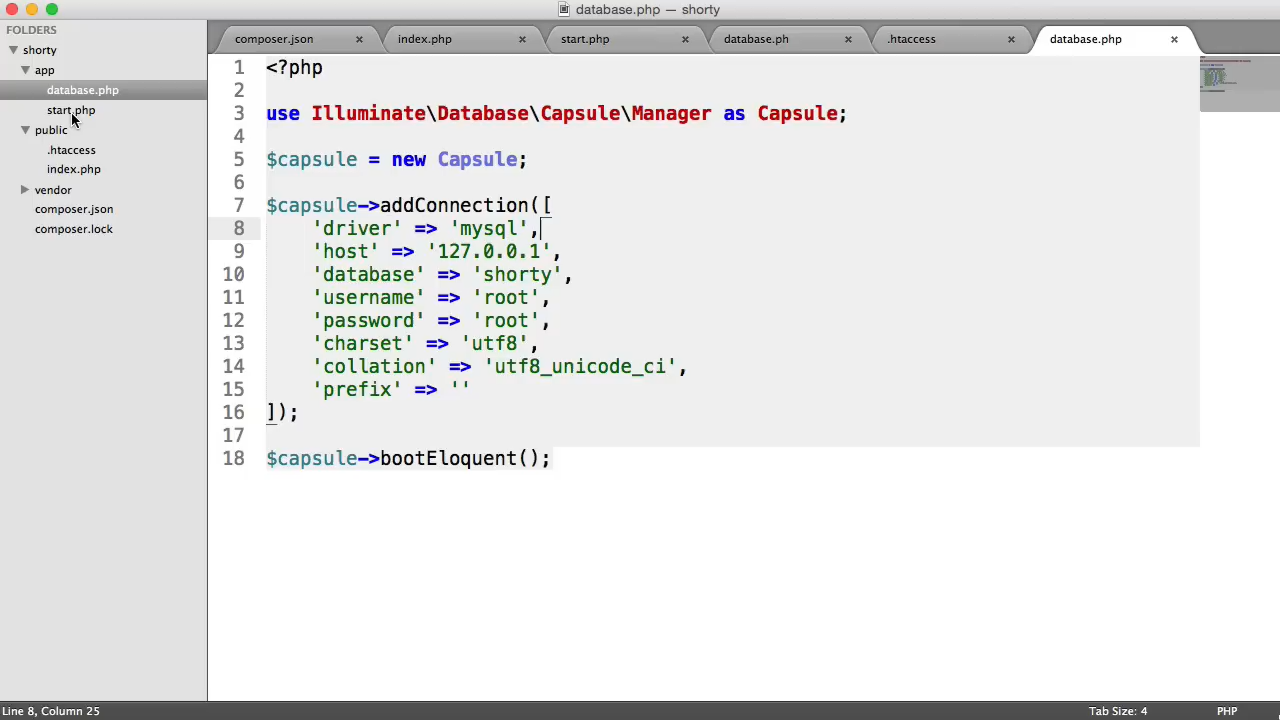 database.php — shorty
FOLDERS
shorty
app
database.php
start.php
public
.htaccess
index.php
vendor
composer.json
composer.lock
composer.json
index.php
start.php
database.ph
.htaccess
database.php
1 <?php
2
3 use Illuminate\Database\Capsule\Manager as Capsule;
4
5 $capsule = new Capsule;
6
7 $capsule->addConnection([
8 'driver' => 'mysql',
9 'host' => '127.0.0.1',
10 'database' => 'shorty',
11 'username' => 'root',
12 'password' => 'root',
13 'charset' => 'utf8',
14 'collation' => 'utf8_unicode_ci',
15 'prefix' => ''
16 ]);
17
18 $capsule->bootEloquent();
Line 8, Column 25
Tab Size: 4
PHP